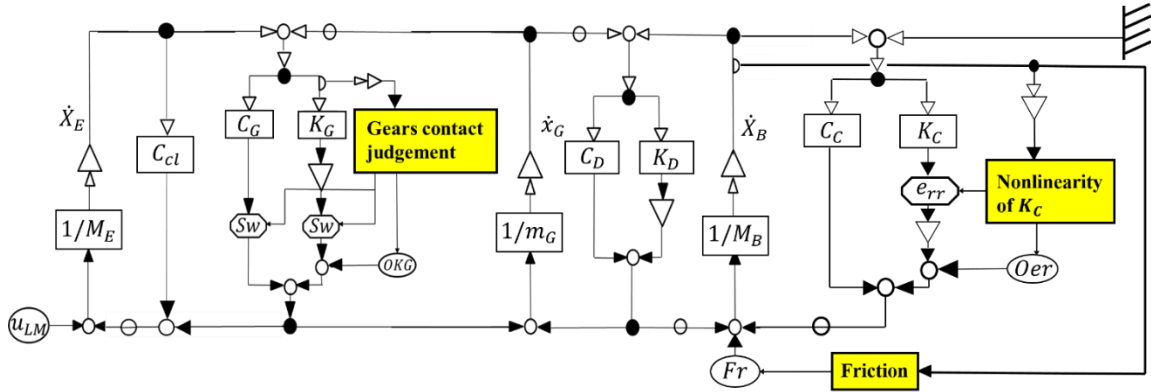 Ẋ_E
C_cl
1/M_E
u_LM
C_G
K_G
Gears contact
judgement
Sw
Sw
OKG
ẋ_G
1/m_G
C_D
K_D
Ẋ_B
1/M_B
Fr
Friction
C_C
K_C
e_rr
Nonlinearity
of K_C
Oer